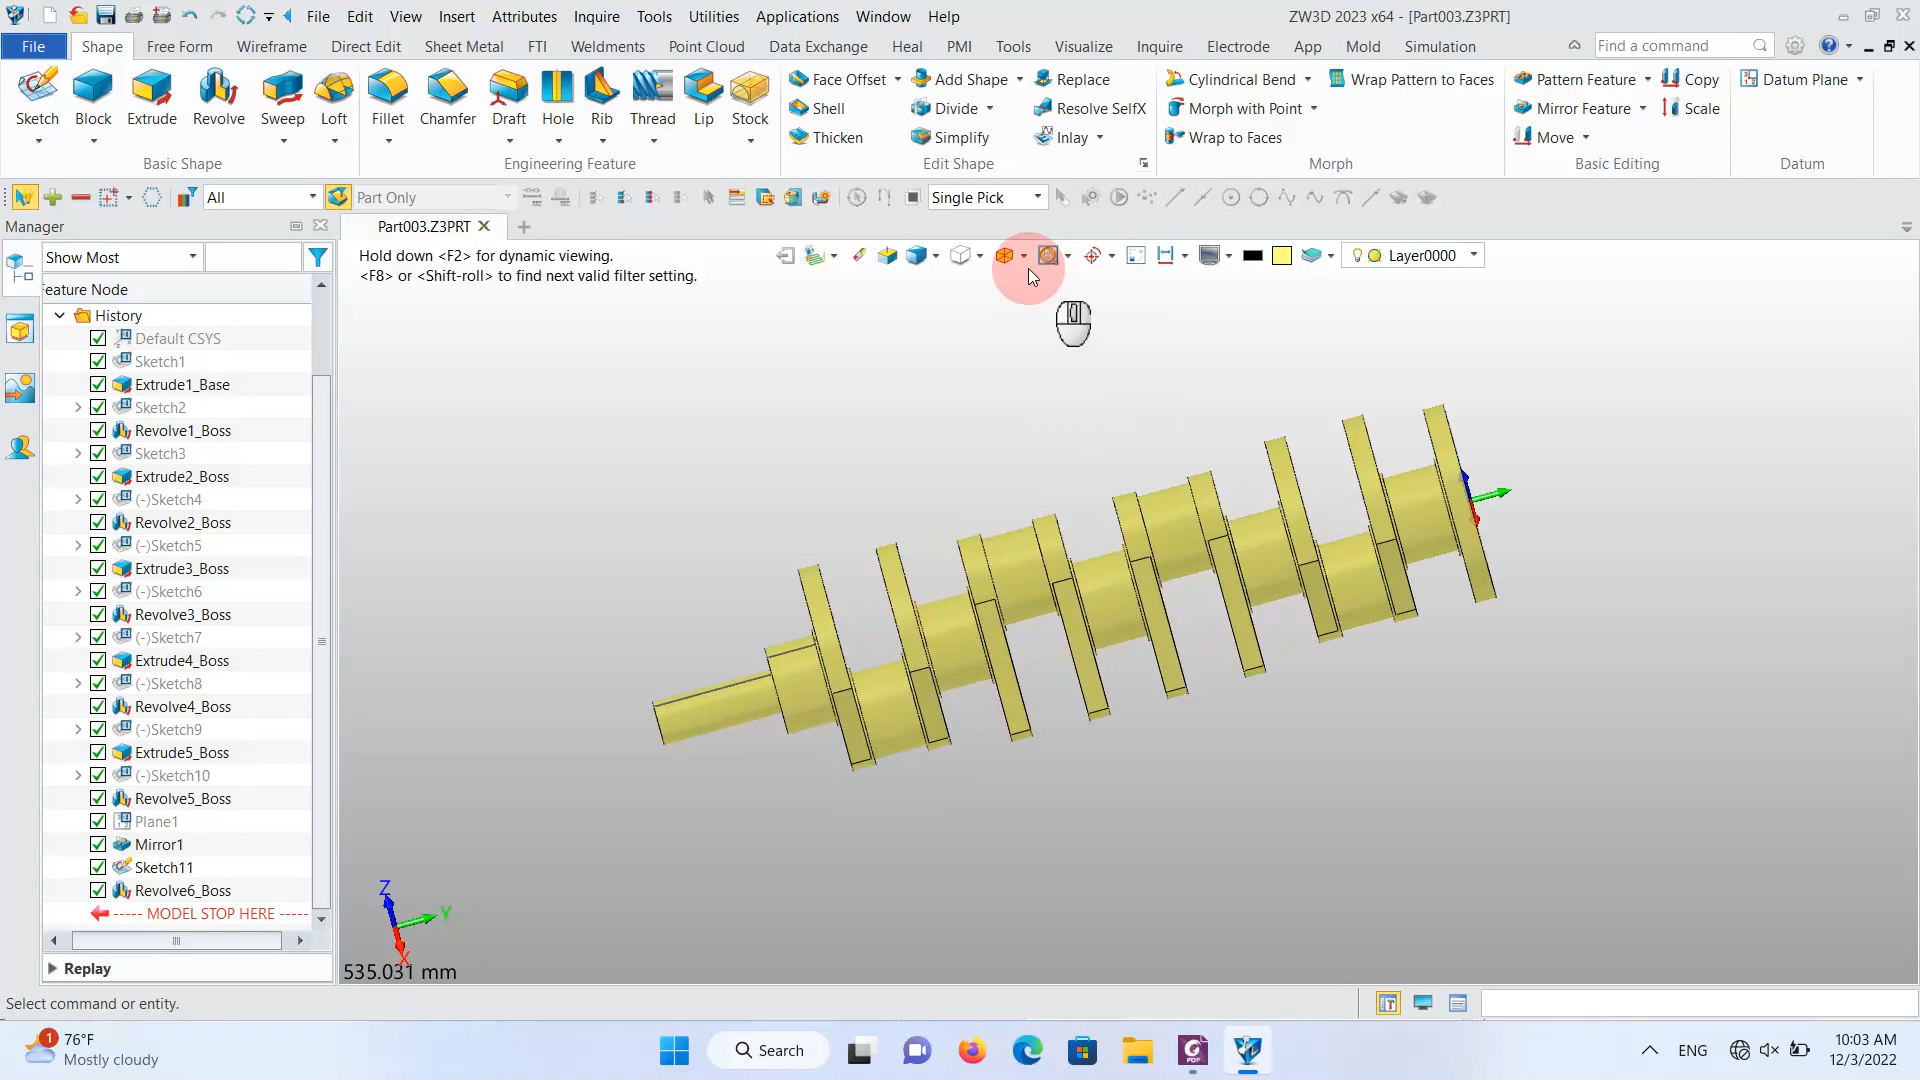 File Edit View Insert Attributes Inquire Tools Utilities Applications Window Help ZW3D 2023 x64 - [Part003.Z3PRT]
File Shape Free Form Wireframe Direct Edit Sheet Metal FTI Weldments Point Cloud Data Exchange Heal PMI Tools Visualize Inquire Electrode App Mold Simulation Find a command
Sketch Block Extrude Revolve Sweep Loft
Basic Shape
Fillet Chamfer Draft Hole Rib Thread Lip Stock
Engineering Feature
Face Offset Add Shape Replace
Shell Divide Resolve SelfX
Thicken Simplify Inlay
Edit Shape
Cylindrical Bend Wrap Pattern to Faces
Morph with Point
Wrap to Faces
Morph
Pattern Feature Copy
Mirror Feature Scale
Move
Basic Editing
Datum Plane
Datum
All Part Only Single Pick
Manager
Part003.Z3PRT
Show Most
Hold down <F2> for dynamic viewing.
<F8> or <Shift-roll> to find next valid filter setting.
Layer0000
Feature Node
History
Default CSYS
Sketch1
Extrude1_Base
Sketch2
Revolve1_Boss
Sketch3
Extrude2_Boss
(-)Sketch4
Revolve2_Boss
(-)Sketch5
Extrude3_Boss
(-)Sketch6
Revolve3_Boss
(-)Sketch7
Extrude4_Boss
(-)Sketch8
Revolve4_Boss
(-)Sketch9
Extrude5_Boss
(-)Sketch10
Revolve5_Boss
Plane1
Mirror1
Sketch11
Revolve6_Boss
----- MODEL STOP HERE -----
Replay
Z
Y
X
535.031 mm
Select command or entity.
1
76°F
Mostly cloudy
Search
PDF
ENG
10:03 AM
12/3/2022